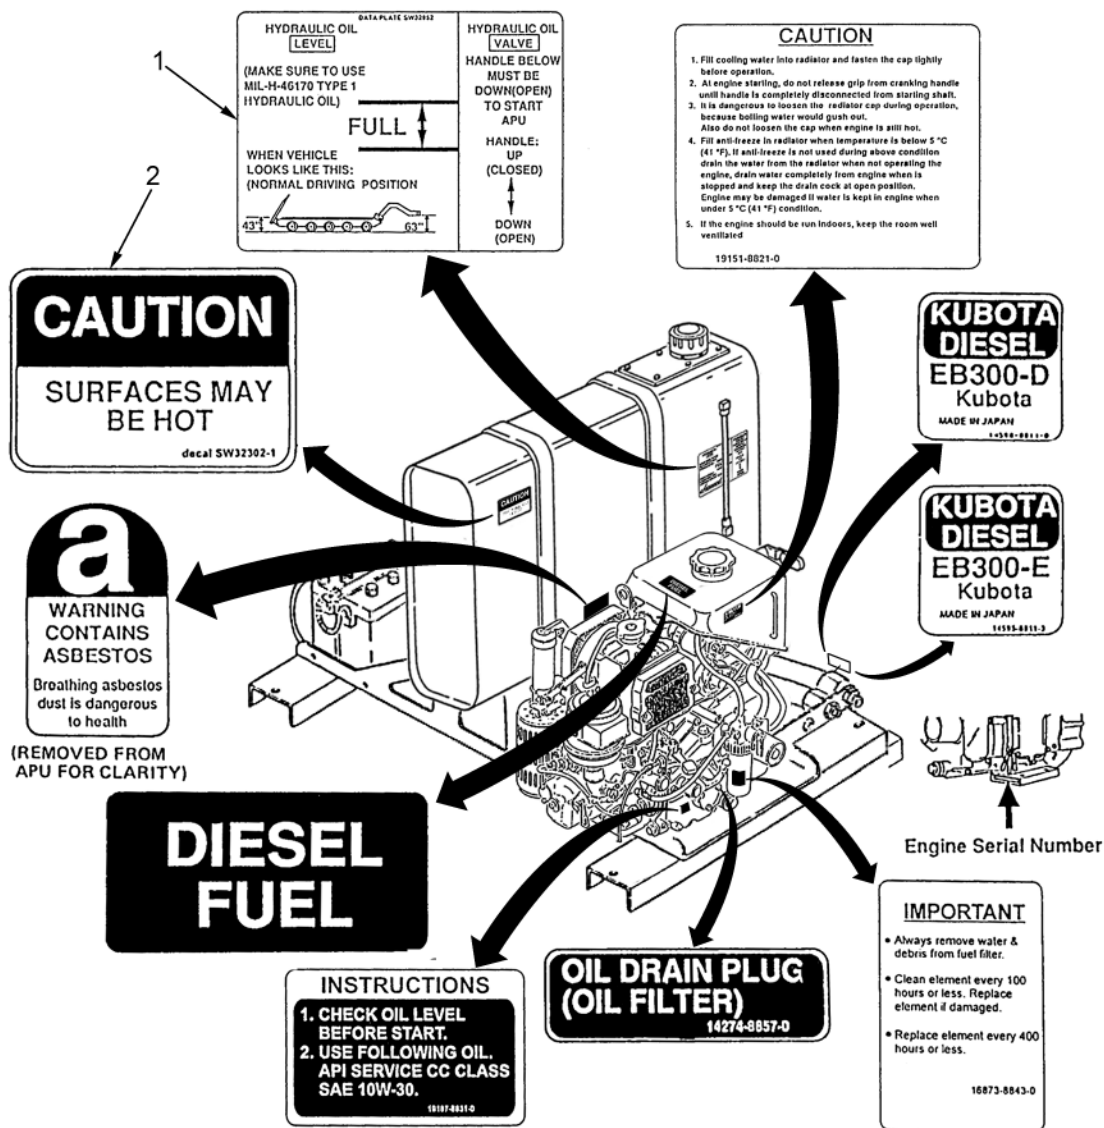 1
DATA PLATE SW32052
HYDRAULIC OIL
LEVEL
(MAKE SURE TO USE
MIL-H-46170 TYPE 1
HYDRAULIC OIL)
FULL
WHEN VEHICLE
LOOKS LIKE THIS:
(NORMAL DRIVING POSITION
43"
63"
HYDRAULIC OIL
VALVE
HANDLE BELOW
MUST BE
DOWN(OPEN)
TO START
APU
HANDLE:
UP
(CLOSED)
DOWN
(OPEN)
CAUTION
1. Fill cooling water into radiator and fasten the cap tightly
before operation.
2. At engine starting, do not release grip from cranking handle
until handle is completely disconnected from starting shaft.
3. It is dangerous to loosen the radiator cap during operation,
because boiling water would gush out.
Also do not loosen the cap when engine is still hot.
4. Fill anti-freeze in radiator when temperature is below 5 °C
(41 °F). If anti-freeze is not used during above condition
drain the water from the radiator when not operating the
engine, drain water completely from engine when is
stopped and keep the drain cock at open position.
Engine may be damaged if water is kept in engine when
under 5 °C (41 °F) condition.
5. If the engine should be run indoors, keep the room well
ventilated
19151-8821-0
2
CAUTION
SURFACES MAY
BE HOT
decal SW32302-1
KUBOTA
DIESEL
EB300-D
Kubota
MADE IN JAPAN
KUBOTA
DIESEL
EB300-E
Kubota
MADE IN JAPAN
CAUTION
a
WARNING
CONTAINS
ASBESTOS
Breathing asbestos
dust is dangerous
to health
(REMOVED FROM
APU FOR CLARITY)
DIESEL
FUEL
Engine Serial Number
INSTRUCTIONS
1. CHECK OIL LEVEL
BEFORE START.
2. USE FOLLOWING OIL.
API SERVICE CC CLASS
SAE 10W-30.
OIL DRAIN PLUG
(OIL FILTER)
14274-8857-0
IMPORTANT
• Always remove water &
debris from fuel filter.
• Clean element every 100
hours or less. Replace
element if damaged.
• Replace element every 400
hours or less.
16873-8843-0